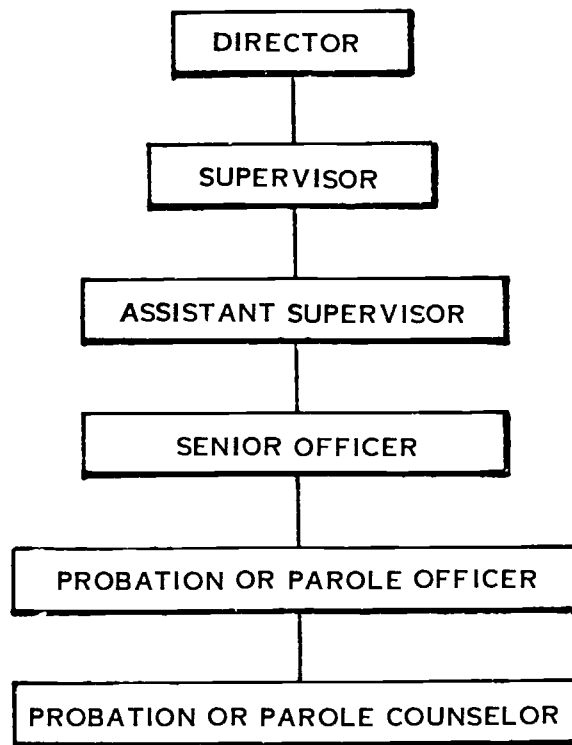 DIRECTOR
SUPERVISOR
ASSISTANT SUPERVISOR
SENIOR OFFICER
PROBATION OR PAROLE OFFICER
PROBATION OR PAROLE COUNSELOR